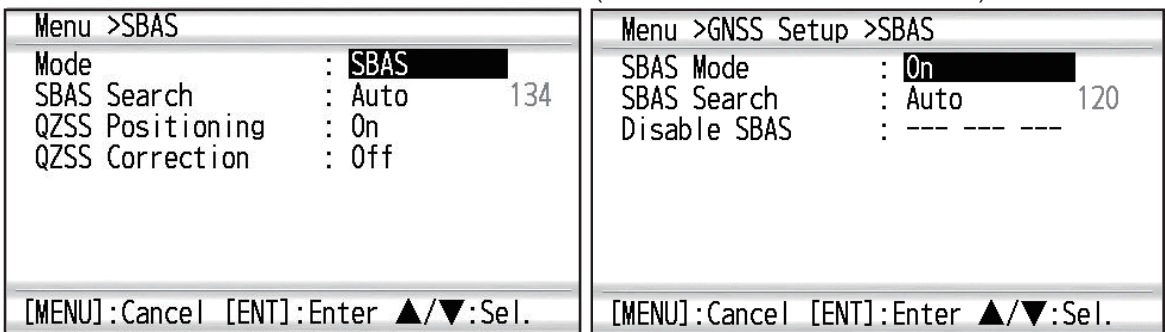 Menu >SBAS
Mode : SBAS
SBAS Search : Auto 134
QZSS Positioning : On
QZSS Correction : Off
[MENU]:Cancel [ENT]:Enter ▲/▼:Sel.
Menu >GNSS Setup >SBAS
SBAS Mode : On
SBAS Search : Auto 120
Disable SBAS : --- --- ---
[MENU]:Cancel [ENT]:Enter ▲/▼:Sel.